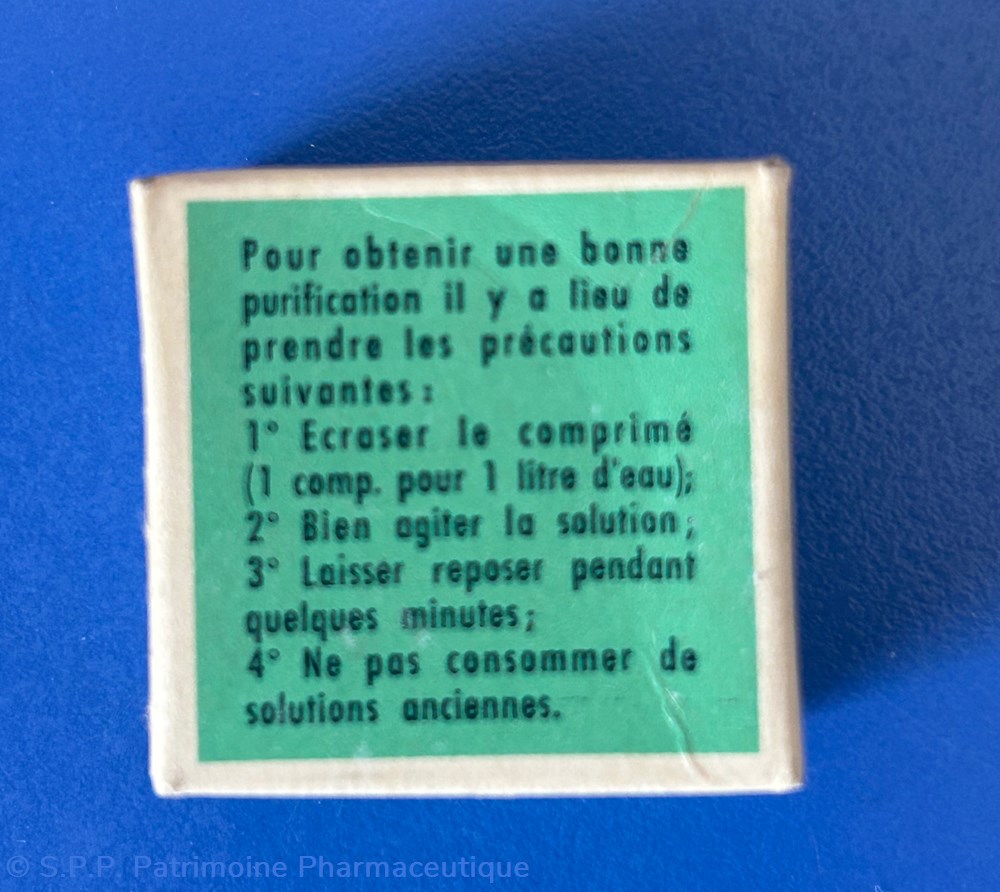 Pour obtenir une bonne
purification il y a lieu de
prendre les précautions
suivantes :
1° Ecraser le comprimé
(1 comp. pour 1 litre d'eau);
2° Bien agiter la solution ;
3° Laisser reposer pendant
quelques minutes ;
4° Ne pas consommer de
solutions anciennes.
© S.P.P. Patrimoine Pharmaceutique